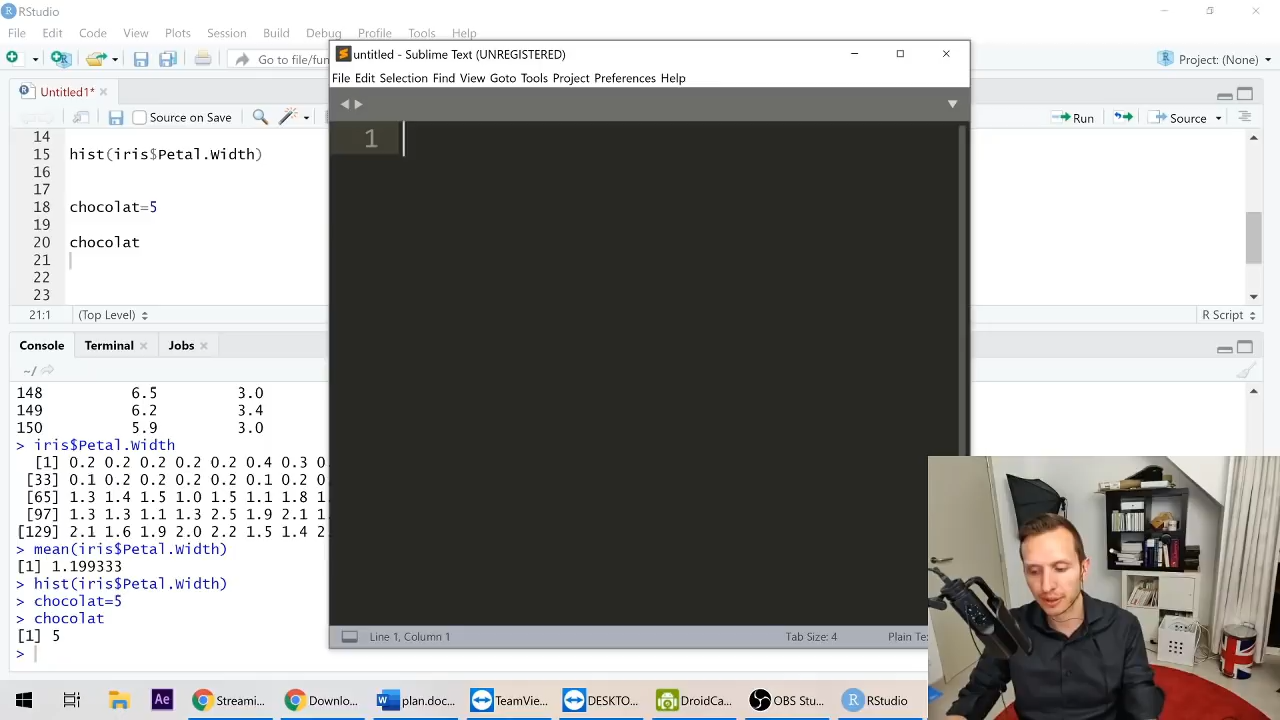 RStudio
File Edit Code View Plots Session Build Debug Profile Tools Help
Go to file/fun
Project: (None)
untitled - Sublime Text (UNREGISTERED)
File Edit Selection Find View Goto Tools Project Preferences Help
Untitled1*
Source on Save
Run
Source
1
14
15 hist(iris$Petal.Width)
16
17
18 chocolat=5
19
20 chocolat
21
22
23
21:1 (Top Level)
R Script
Console Terminal Jobs
~/
148 6.5 3.0
149 6.2 3.4
150 5.9 3.0
> iris$Petal.Width
[1] 0.2 0.2 0.2 0.2 0.2 0.4 0.3 0
[33] 0.1 0.2 0.2 0.2 0.2 0.1 0.2 0
[65] 1.3 1.4 1.5 1.0 1.5 1.1 1.8 1
[97] 1.3 1.3 1.1 1.3 2.5 1.9 2.1 1
[129] 2.1 1.6 1.9 2.0 2.2 1.5 1.4 2
> mean(iris$Petal.Width)
[1] 1.199333
> hist(iris$Petal.Width)
> chocolat=5
> chocolat
[1] 5
>
Line 1, Column 1
Tab Size: 4
Plain Te
Streami...
Downlo...
plan.doc...
TeamVie...
DESKTO...
DroidCa...
OBS Stu...
RStudio